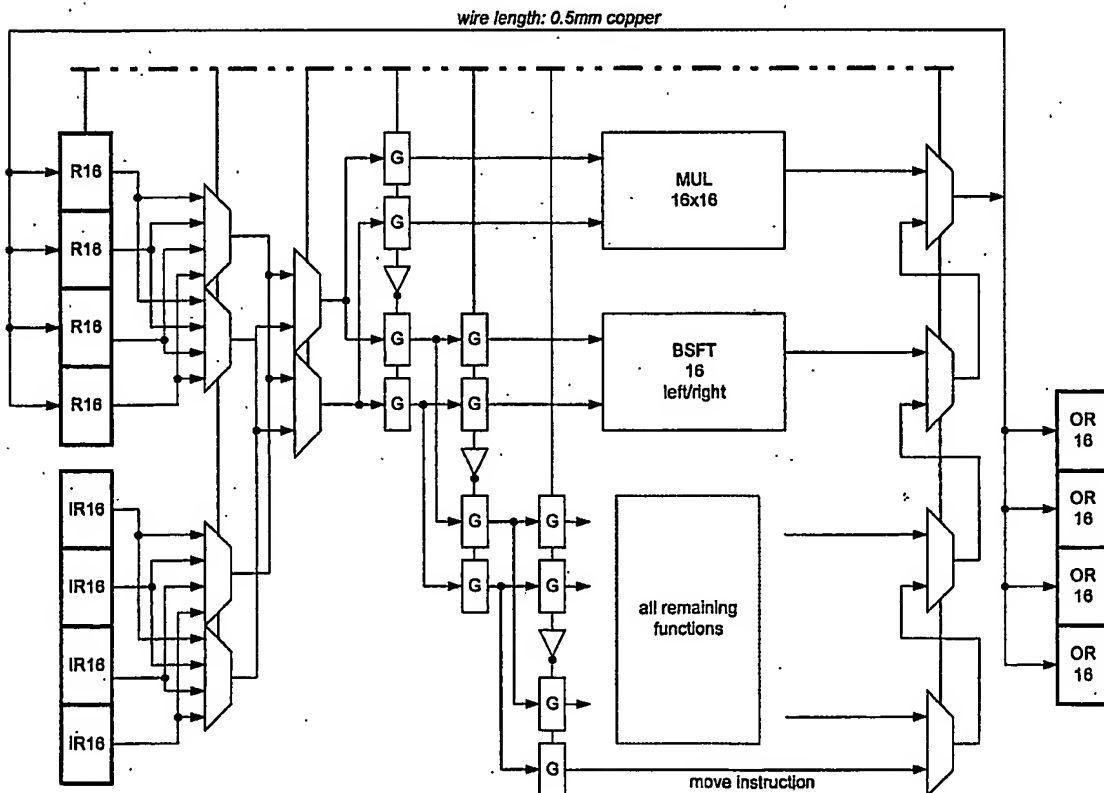 wire length: 0.5mm copper
R16
R16
R16
R16
IR16
IR16
IR16
IR16
G
G
G
G
G
G
G
G
G
G
G
G
MUL
16x16
BSFT
16
left/right
all remaining
functions
move instruction
OR
16
OR
16
OR
16
OR
16